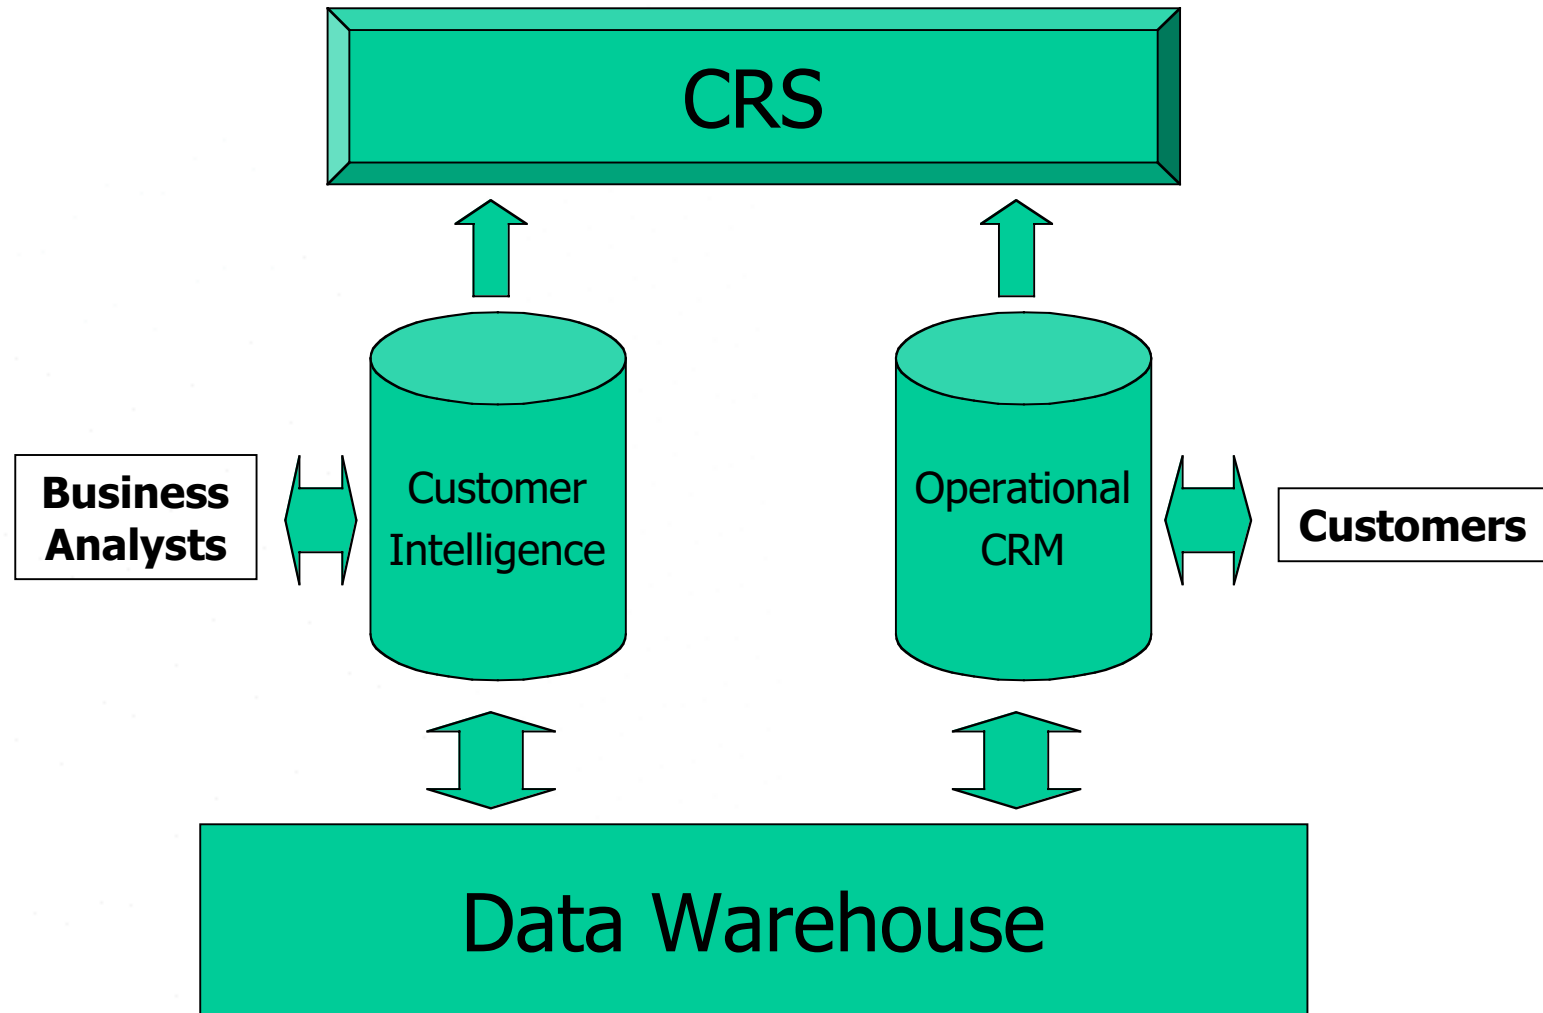 CRS
Business
Analysts
Customer
Intelligence
Operational
CRM
Customers
Data Warehouse